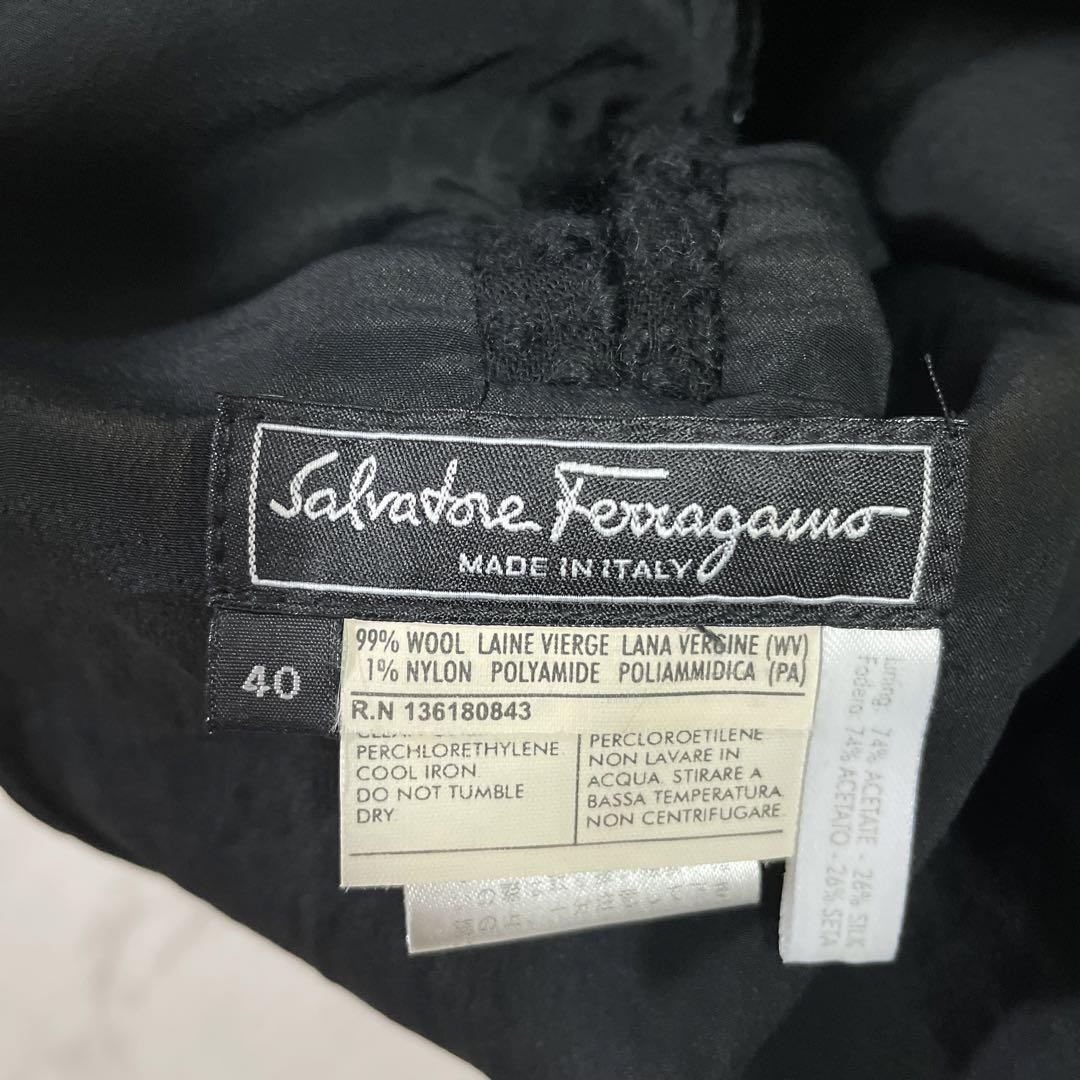 Salvatore Ferragamo
MADE IN ITALY
40
99% WOOL LAINE VIERGE LANA VERGINE (WV)
1% NYLON POLYAMIDE POLIAMMIDICA (PA)
R.N 136180843
PERCHLORETHYLENE
COOL IRON.
DO NOT TUMBLE
DRY.
PERCLOROETILENE
NON LAVARE IN
ACQUA. STIRARE A
BASSA TEMPERATURA
NON CENTRIFUGARE.
Lining: 74% ACETATE - 26% SILK
Fodera: 74% ACETATO - 26% SETA